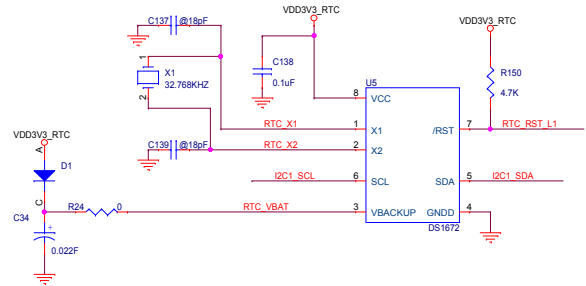 VDD3V3_RTC
C137 @18pF
C138
0.1uF
1
X1
32.768KHZ
2
U5
R150
4.7K
8 VCC
RTC_X1 1 X1
/RST 7 RTC_RST_L1
VDD3V3_RTC
VDD3V3_RTC
C139 @18pF
RTC_X2 2 X2
A
D1
I2C1_SCL 6 SCL
SDA 5 I2C1_SDA
C
R24 0
RTC_VBAT 3 VBACKUP
GNDD 4
C34
+
0.022F
DS1672